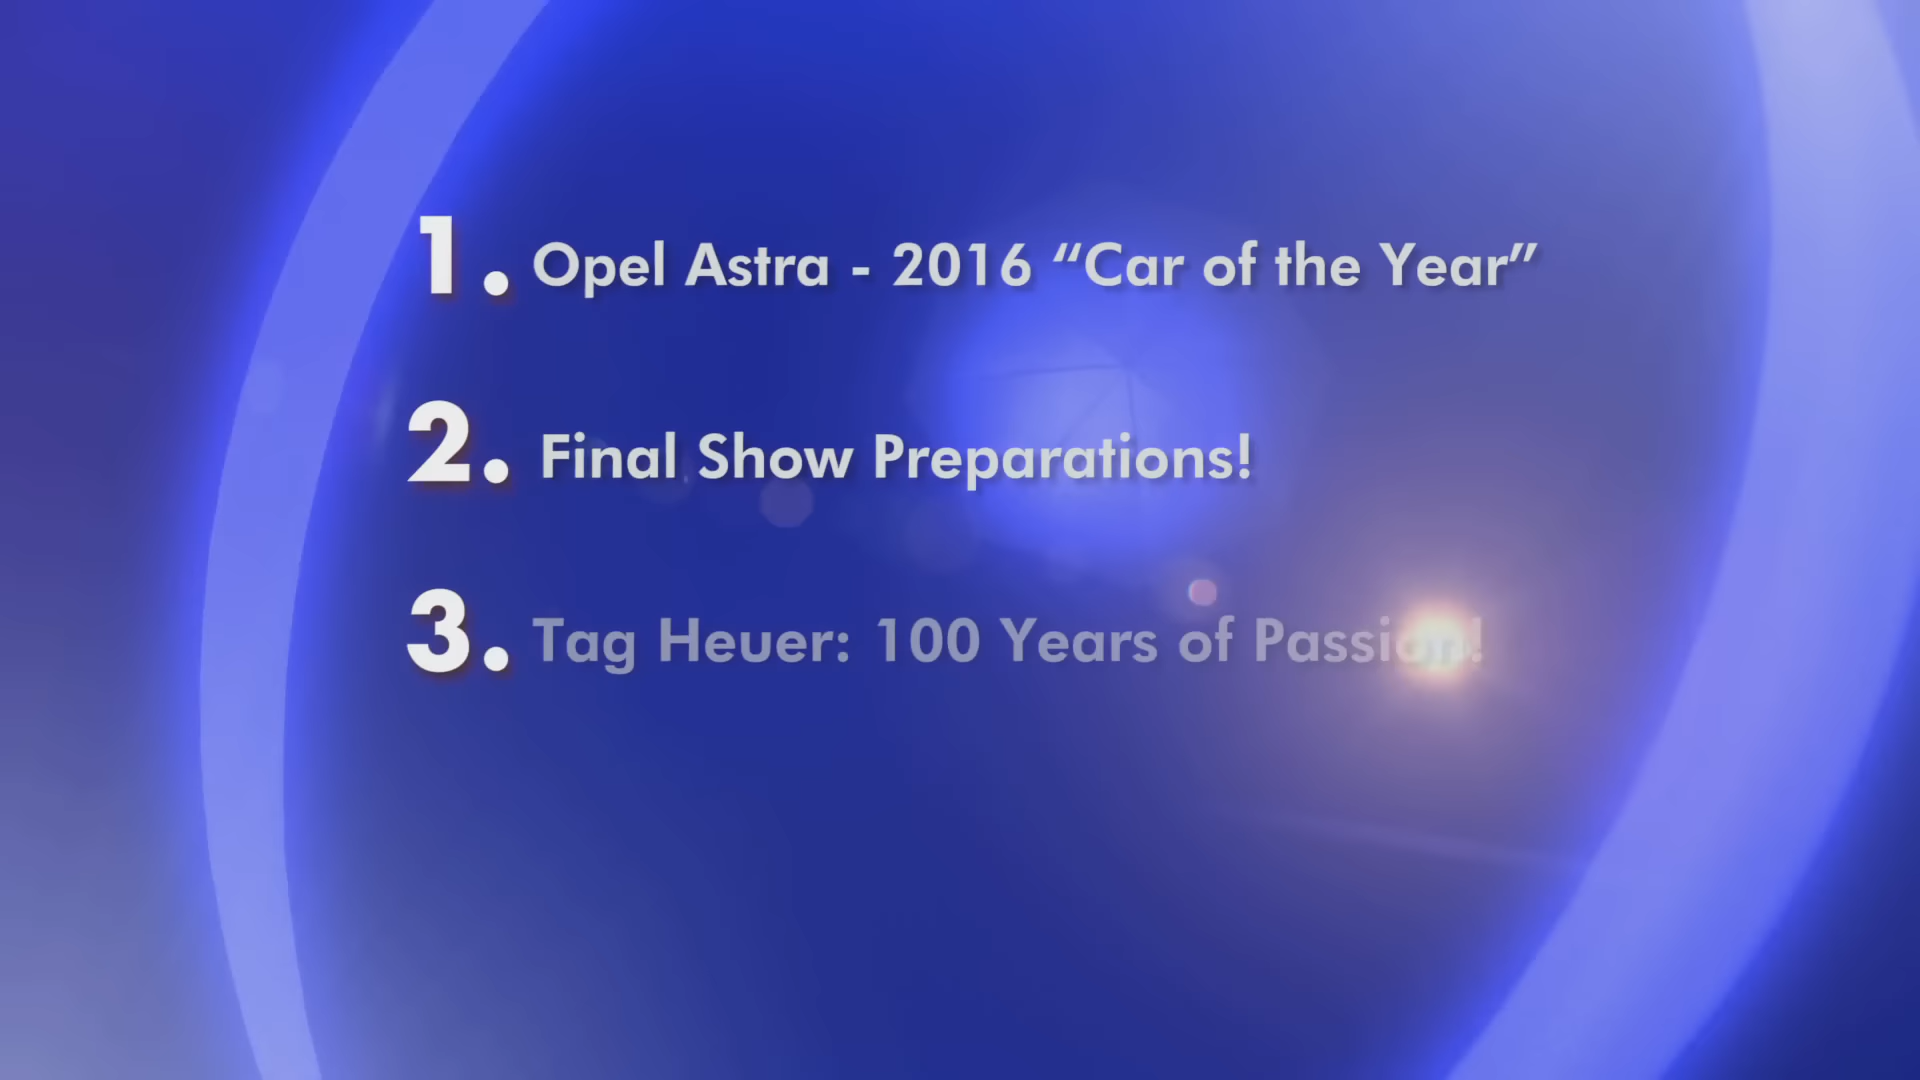 1. Opel Astra - 2016 “Car of the Year”
2. Final Show Preparations!
3. Tag Heuer: 100 Years of Passion!